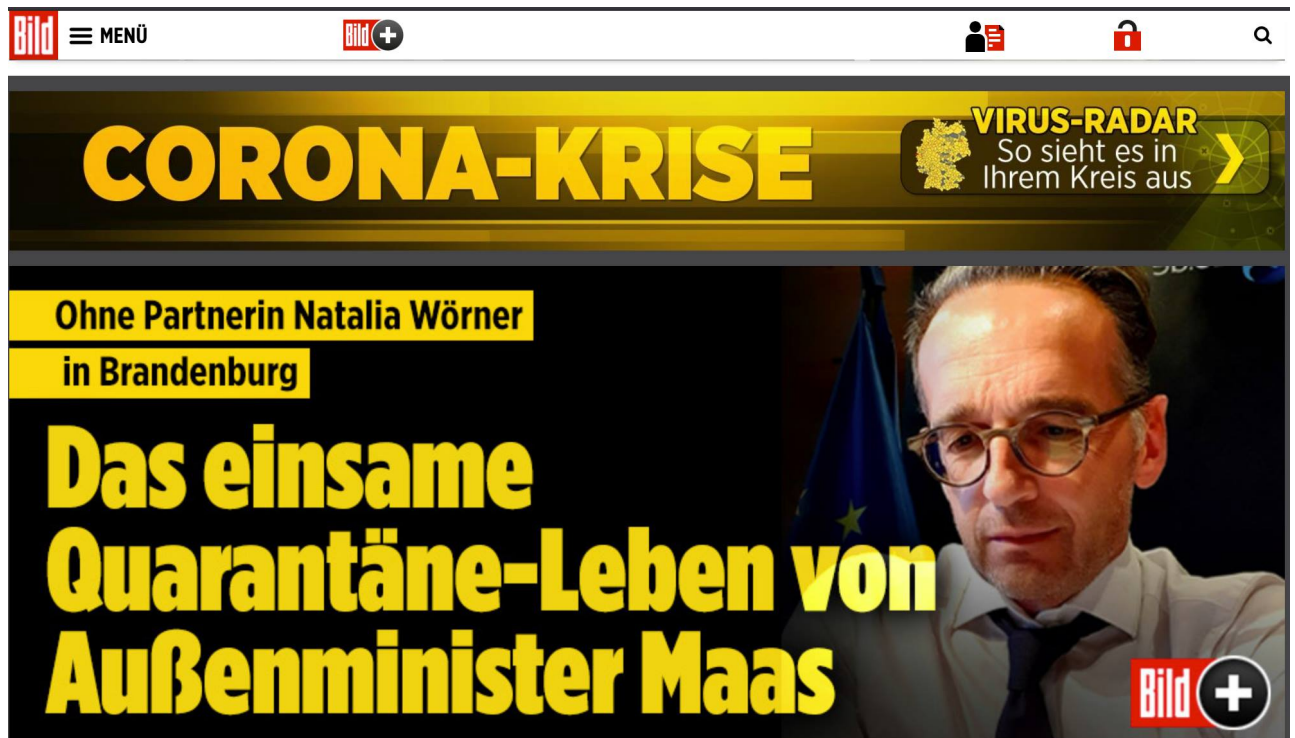 Bild MENÜ Bild+
CORONA-KRISE
VIRUS-RADAR
So sieht es in
Ihrem Kreis aus
Ohne Partnerin Natalia Wörner
in Brandenburg
Das einsame
Quarantäne-Leben von
Außenminister Maas
Bild+